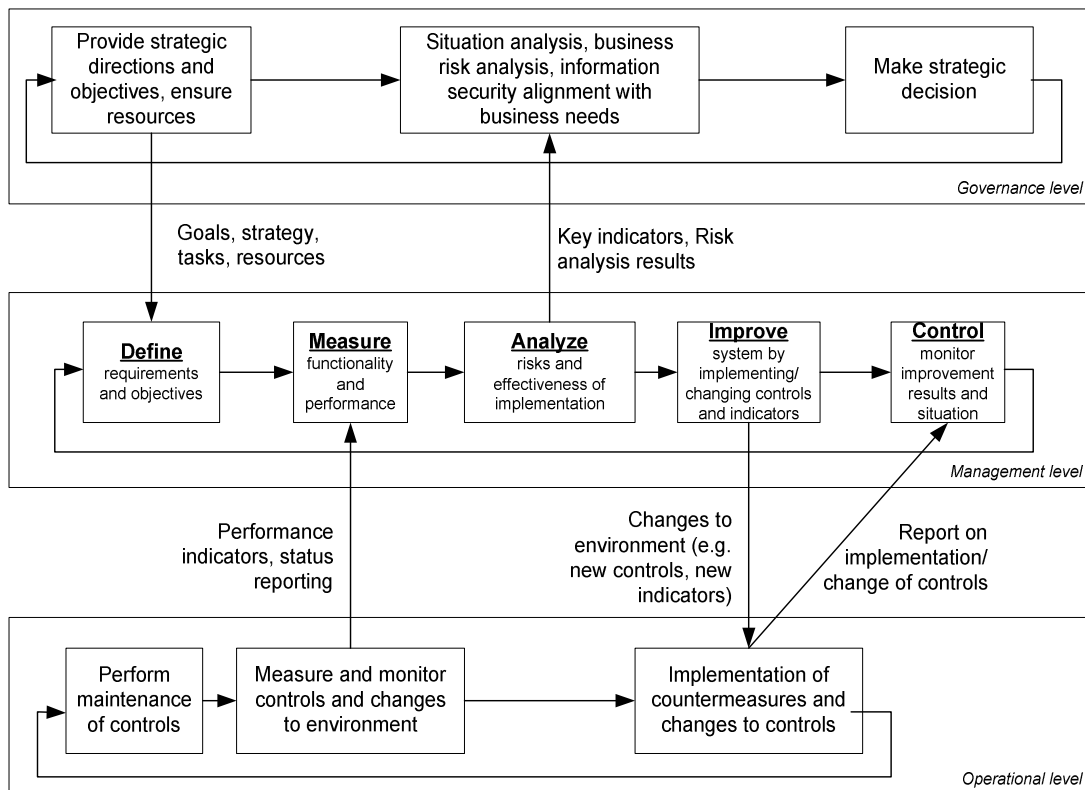 Provide strategic
directions and
objectives, ensure
resources
Situation analysis, business
risk analysis, information
security alignment with
business needs
Make strategic
decision
Governance level
Goals, strategy,
tasks, resources
Key indicators, Risk
analysis results
Define
requirements
and objectives
Measure
functionality
and
performance
Analyze
risks and
effectiveness of
implementation
Improve
system by
implementing/
changing controls
and indicators
Control
monitor
improvement
results and
situation
Management level
Performance
indicators, status
reporting
Changes to
environment (e.g.
new controls, new
indicators)
Report on
implementation/
change of controls
Perform
maintenance
of controls
Measure and monitor
controls and changes
to environment
Implementation of
countermeasures and
changes to controls
Operational level